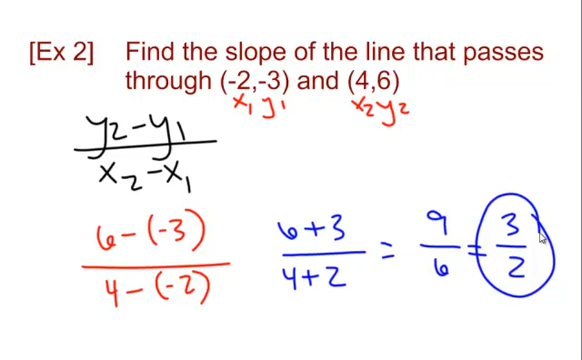 [Ex 2] Find the slope of the line that passes
through (-2,-3) and (4,6)
x₁ y₁ x₂ y₂
y₂ - y₁
x₂ - x₁
6 - (-3)
4 - (-2)
6 + 3
4 + 2
=
9
6
=
3
2